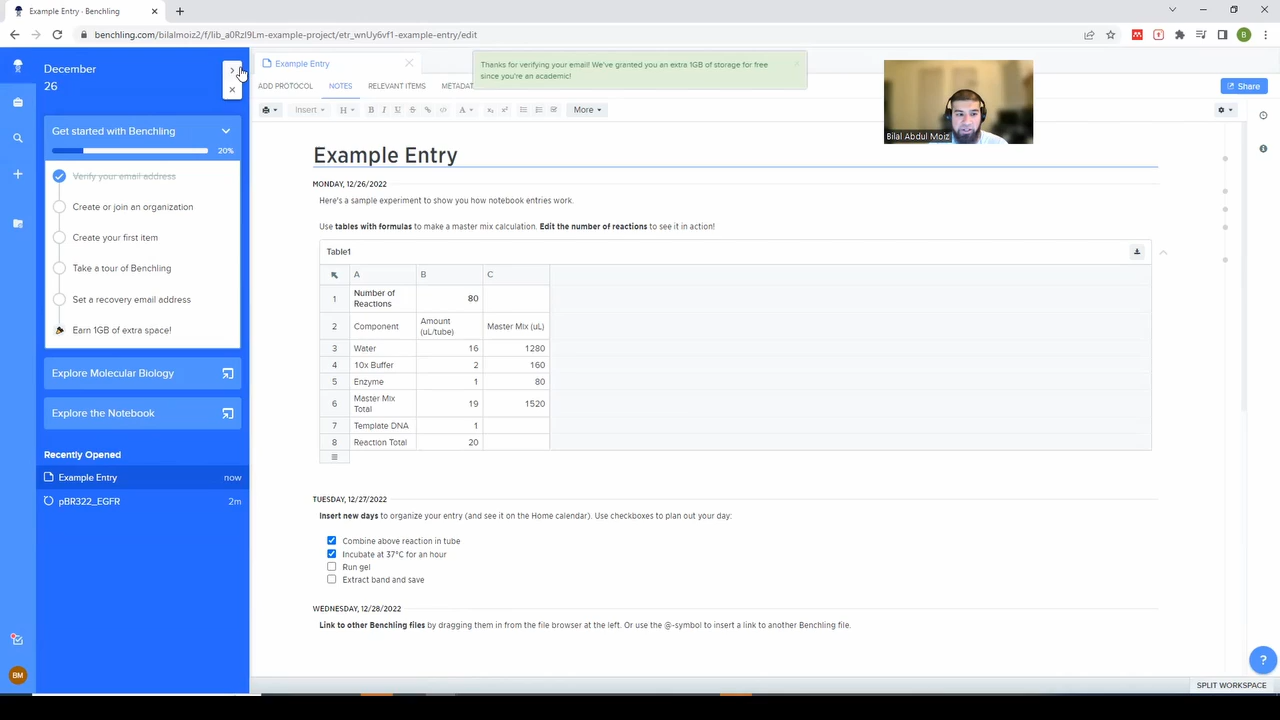 Example Entry - Benchling
benchling.com/bilalmoiz2/f/lib_a0RzI9Lm-example-project/etr_wnUy6vf1-example-entry/edit
B
December
26
Get started with Benchling
20%
Verify your email address
Create or join an organization
Create your first item
Take a tour of Benchling
Set a recovery email address
Earn 1GB of extra space!
Explore Molecular Biology
Explore the Notebook
Recently Opened
Example Entry now
pBR322_EGFR 2m
BM
Example Entry
Thanks for verifying your email! We've granted you an extra 1GB of storage for free
since you're an academic!
ADD PROTOCOL NOTES RELEVANT ITEMS METADAT
Share
Insert H B I U S A More
Bilal Abdul Moiz
Example Entry
MONDAY, 12/26/2022
Here's a sample experiment to show you how notebook entries work.
Use tables with formulas to make a master mix calculation. Edit the number of reactions to see it in action!
Table1
A B C
1 Number of Reactions 80
2 Component Amount (uL/tube) Master Mix (uL)
3 Water 16 1280
4 10x Buffer 2 160
5 Enzyme 1 80
6 Master Mix Total 19 1520
7 Template DNA 1
8 Reaction Total 20
TUESDAY, 12/27/2022
Insert new days to organize your entry (and see it on the Home calendar). Use checkboxes to plan out your day:
Combine above reaction in tube
Incubate at 37°C for an hour
Run gel
Extract band and save
WEDNESDAY, 12/28/2022
Link to other Benchling files by dragging them in from the file browser at the left. Or use the @-symbol to insert a link to another Benchling file.
?
SPLIT WORKSPACE